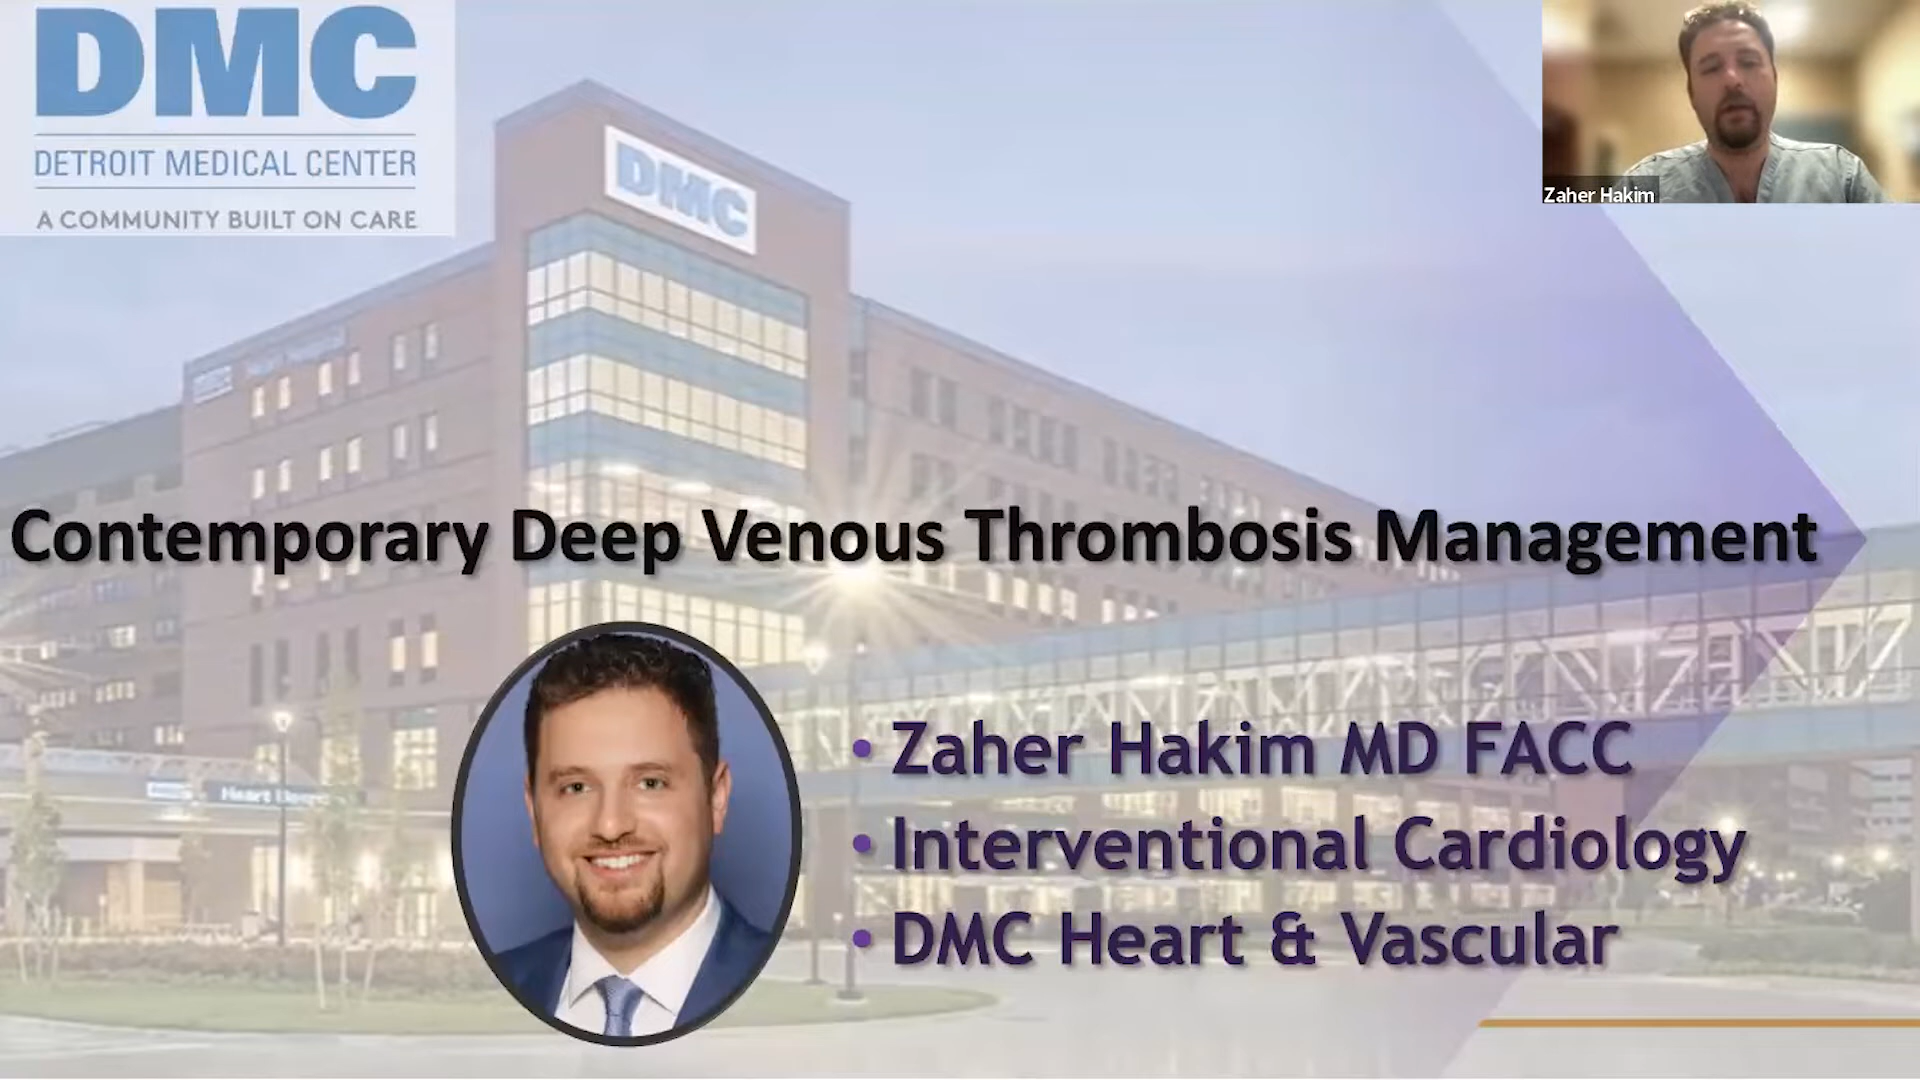 DMC
DETROIT MEDICAL CENTER
A COMMUNITY BUILT ON CARE
DMC
Zaher Hakim
Contemporary Deep Venous Thrombosis Management
• Zaher Hakim MD FACC
• Interventional Cardiology
• DMC Heart & Vascular